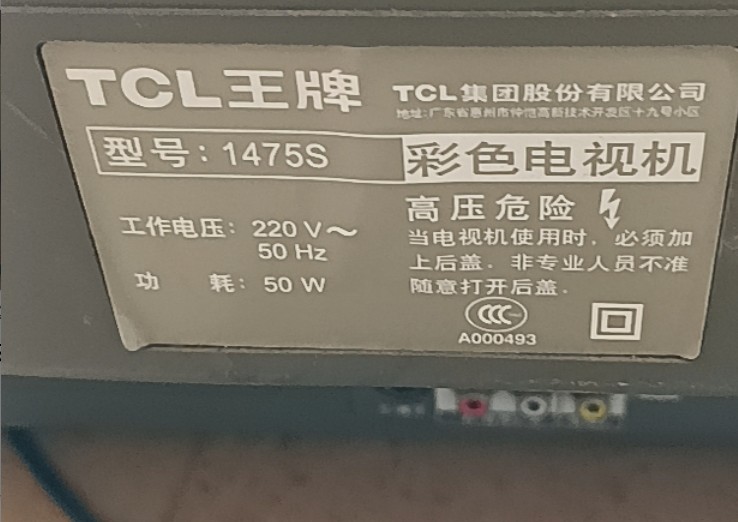 TCL王牌
TCL集团股份有限公司
地址:广东省惠州市仲恺高新技术开发区十九号小区
型号:1475S
彩色电视机
工作电压: 220 V～
50 Hz
功 耗: 50 W
高压危险
当电视机使用时，必须加
上后盖．非专业人员不准
随意打开后盖．
CCC
A000493